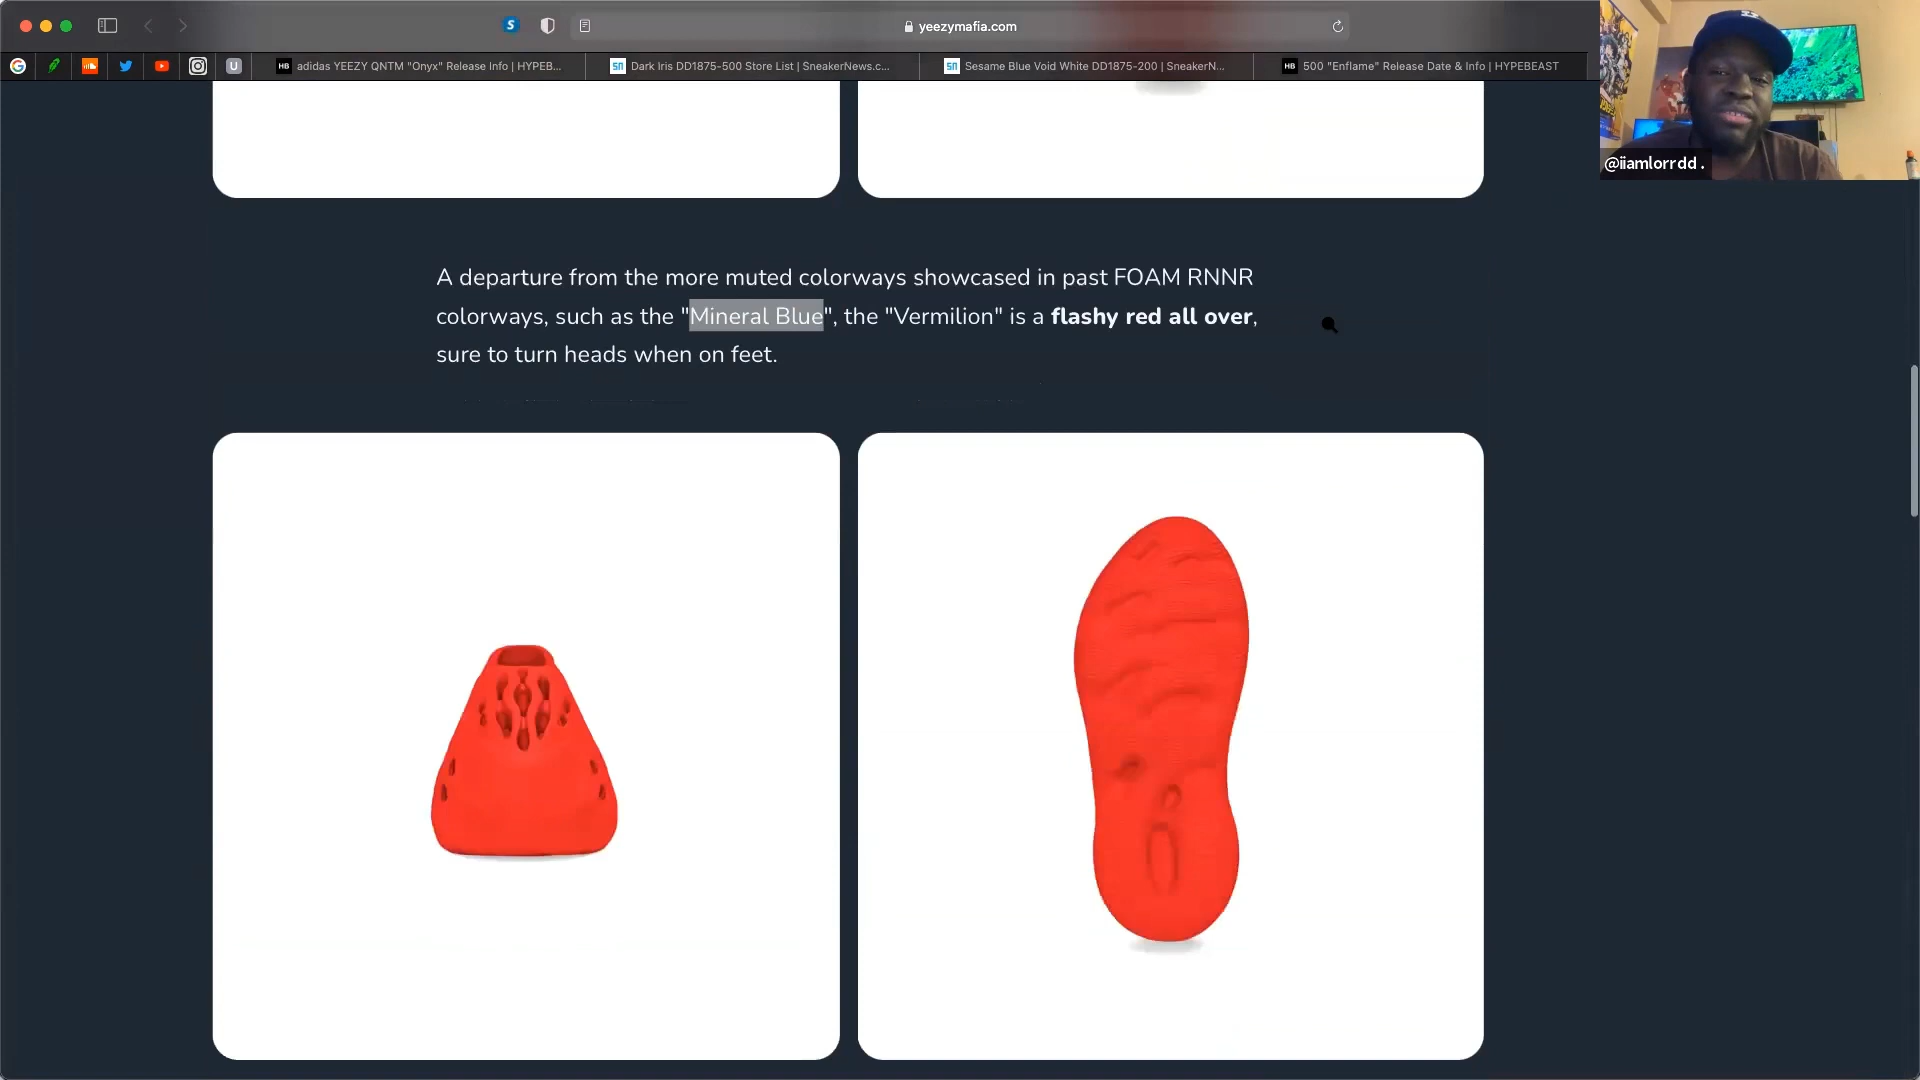 yeezymafia.com
adidas YEEZY QNTM "Onyx" Release Info | HYPEB...
Dark Iris DD1875-500 Store List | SneakerNews.c...
Sesame Blue Void White DD1875-200 | SneakerN...
500 "Enflame" Release Date & Info | HYPEBEAST
@iiamlorrdd .
A departure from the more muted colorways showcased in past FOAM RNNR
colorways, such as the "Mineral Blue", the "Vermilion" is a flashy red all over,
sure to turn heads when on feet.